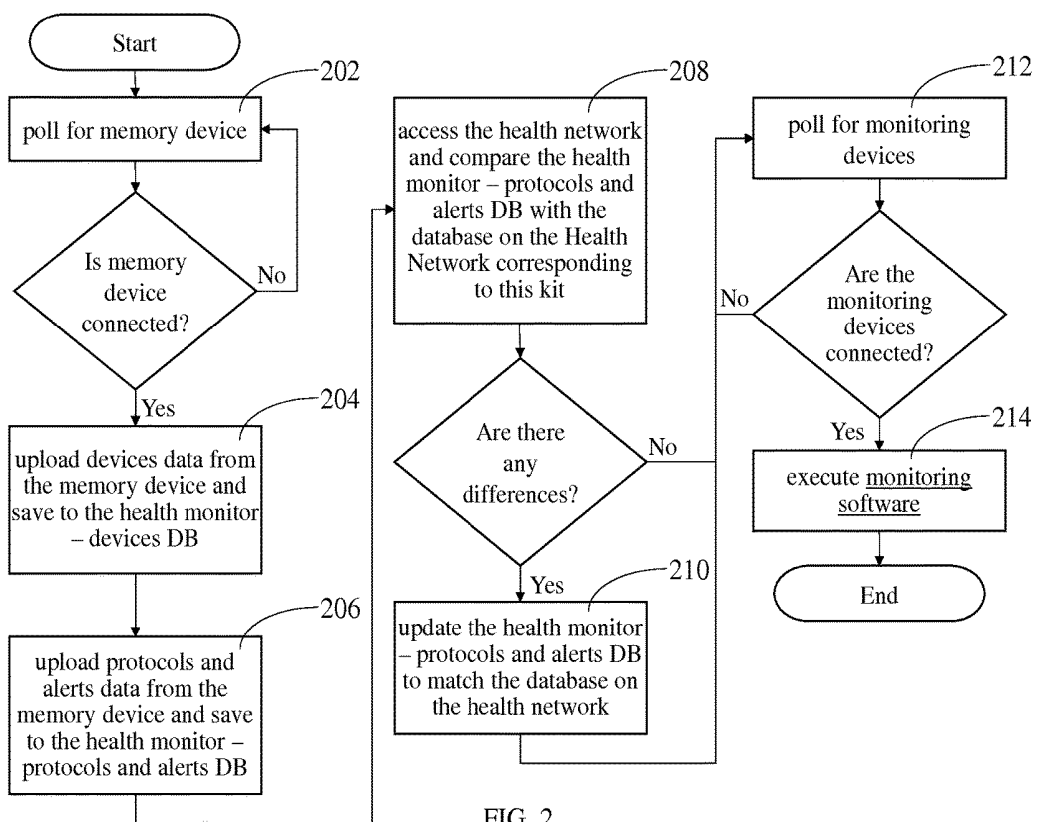 Start
202
poll for memory device
Is memory
device
connected?
No
Yes
204
upload devices data from
the memory device and
save to the health monitor
– devices DB
206
upload protocols and
alerts data from the
memory device and save
to the health monitor –
protocols and alerts DB
208
access the health network
and compare the health
monitor – protocols and
alerts DB with the
database on the Health
Network corresponding
to this kit
Are there
any
differences?
No
Yes
210
update the health monitor
– protocols and alerts DB
to match the database on
the health network
212
poll for monitoring
devices
Are the
monitoring
devices
connected?
No
Yes
214
execute monitoring
software
End
FIG. 2